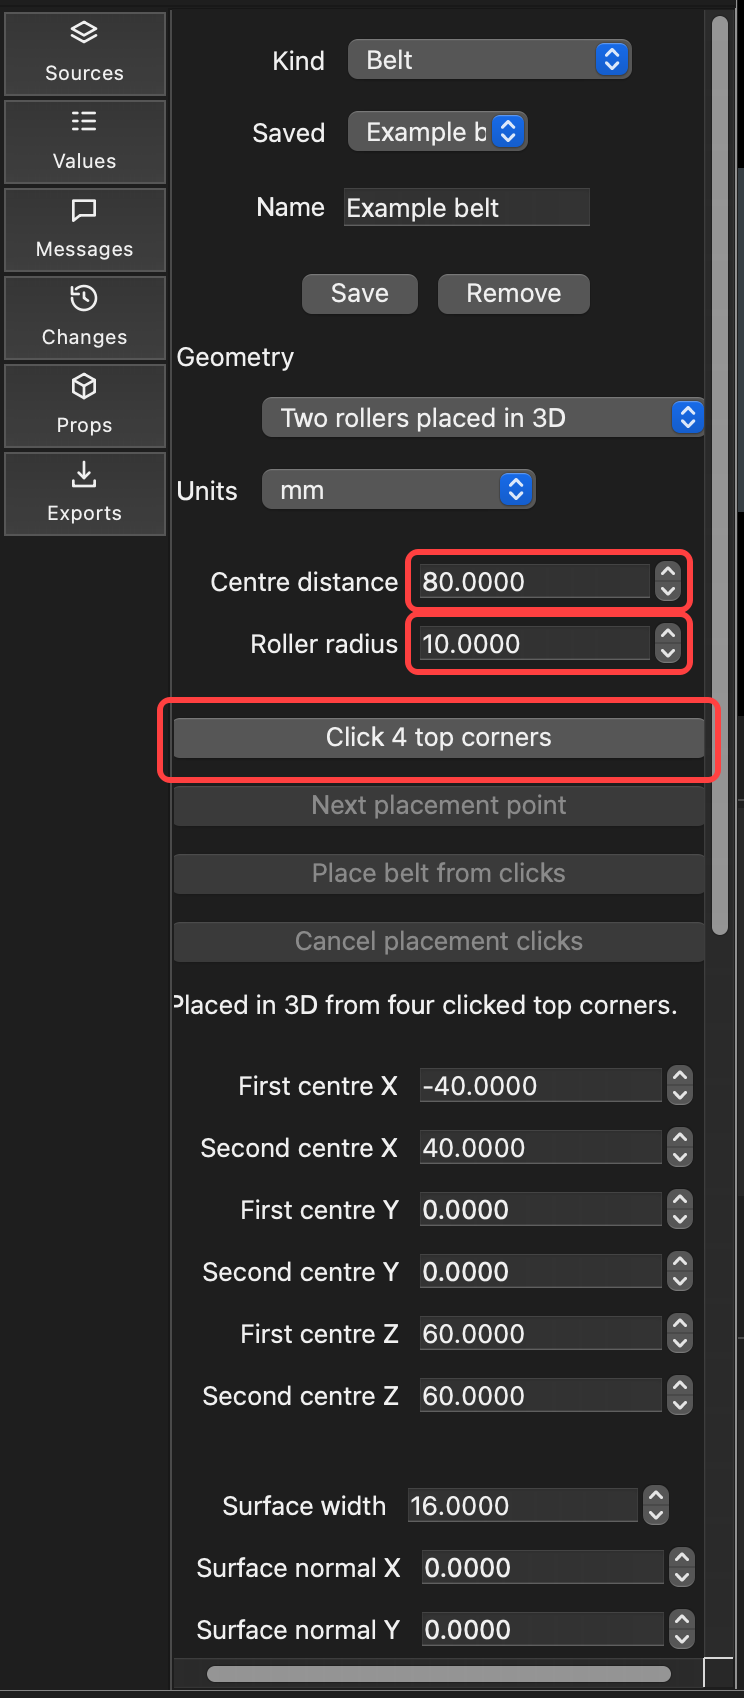 Sources
Values
Messages
Changes
Props
Exports
Kind Belt
Saved Example b
Name Example belt
Save Remove
Geometry
Two rollers placed in 3D
Units mm
Centre distance 80.0000
Roller radius 10.0000
Click 4 top corners
Next placement point
Place belt from clicks
Cancel placement clicks
Placed in 3D from four clicked top corners.
First centre X -40.0000
Second centre X 40.0000
First centre Y 0.0000
Second centre Y 0.0000
First centre Z 60.0000
Second centre Z 60.0000
Surface width 16.0000
Surface normal X 0.0000
Surface normal Y 0.0000